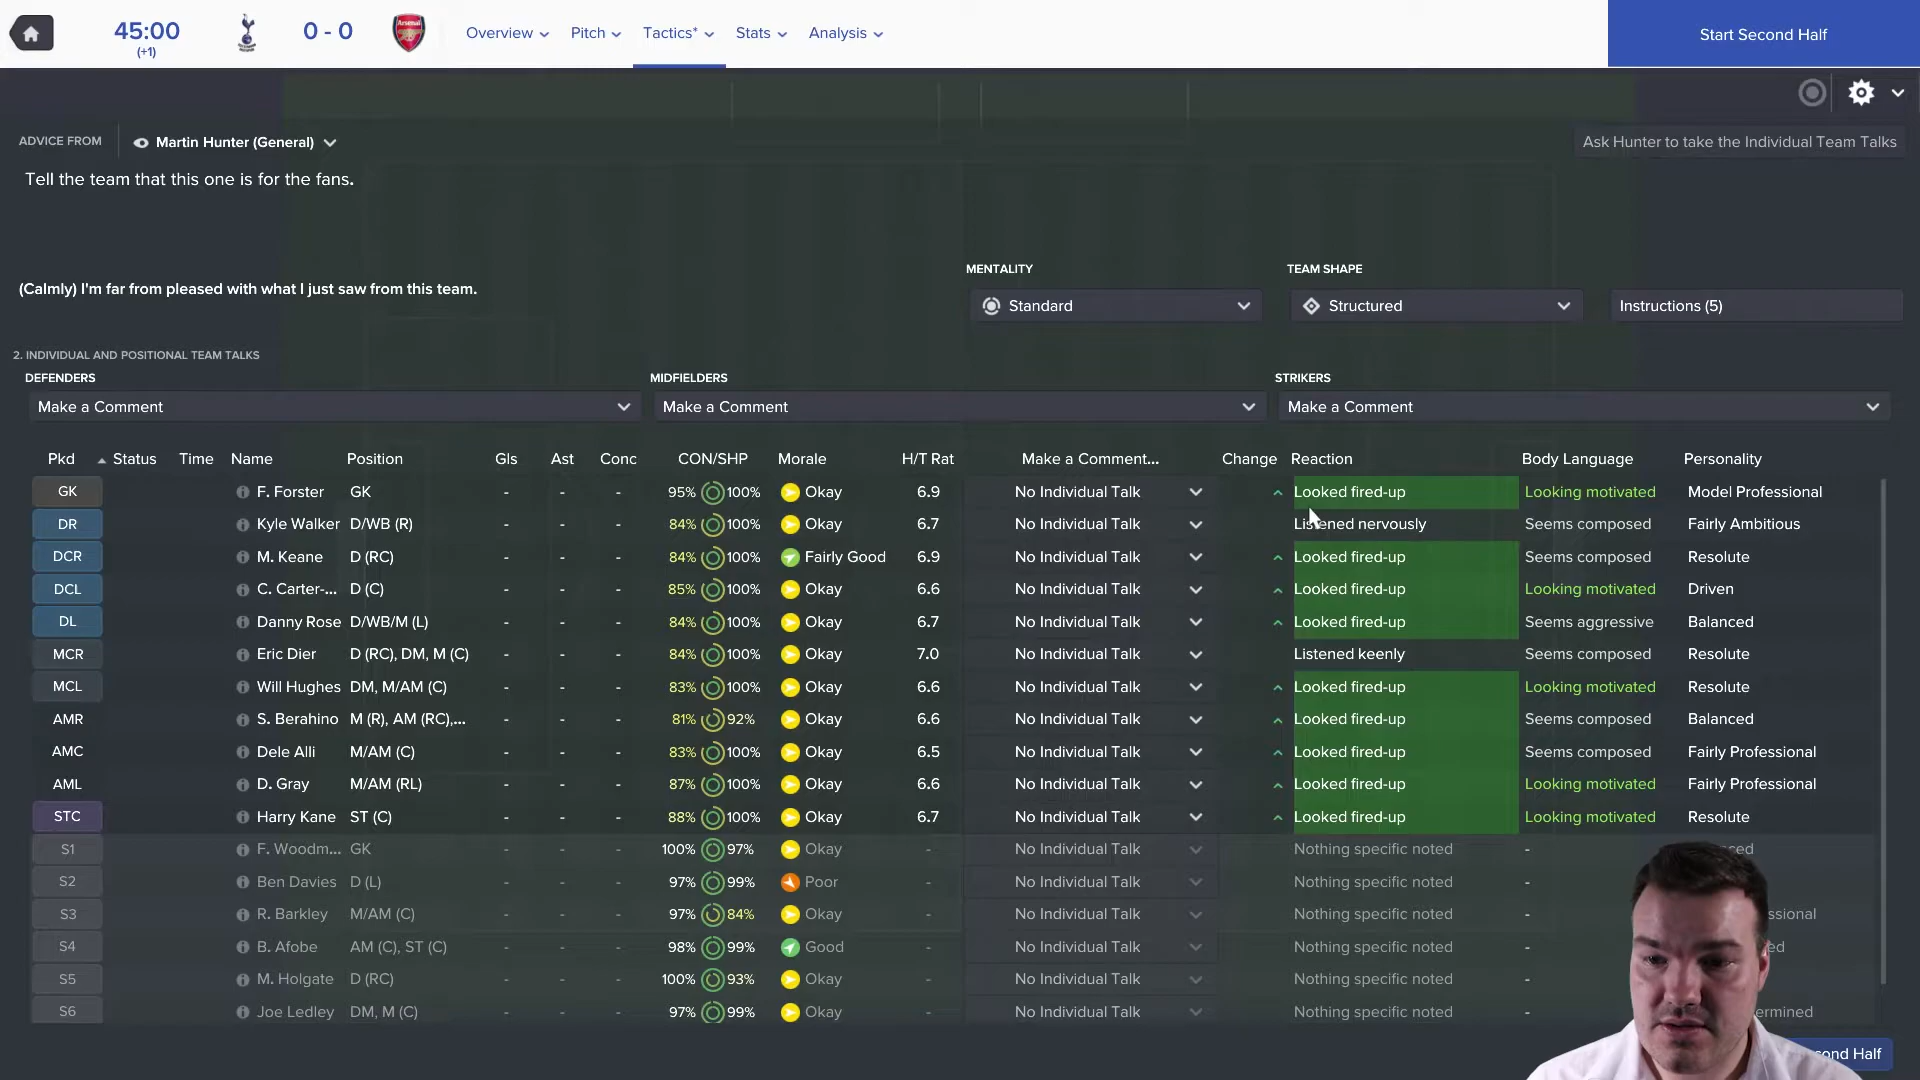 45:00
(+1)
0 - 0
Arsenal
Overview
Pitch
Tactics*
Stats
Analysis
Start Second Half
ADVICE FROM
Martin Hunter (General)
Ask Hunter to take the Individual Team Talks
Tell the team that this one is for the fans.
MENTALITY
TEAM SHAPE
(Calmly) I'm far from pleased with what I just saw from this team.
Standard
Structured
Instructions (5)
2. INDIVIDUAL AND POSITIONAL TEAM TALKS
DEFENDERS
MIDFIELDERS
STRIKERS
Make a Comment
Make a Comment
Make a Comment
Pkd Status Time Name Position Gls Ast Conc CON/SHP Morale H/T Rat Make a Comment... Change Reaction Body Language Personality
GK F. Forster GK - - - 95% 100% Okay 6.9 No Individual Talk Looked fired-up Looking motivated Model Professional
DR Kyle Walker D/WB (R) - - - 84% 100% Okay 6.7 No Individual Talk Listened nervously Seems composed Fairly Ambitious
DCR M. Keane D (RC) - - - 84% 100% Fairly Good 6.9 No Individual Talk Looked fired-up Seems composed Resolute
DCL C. Carter-... D (C) - - - 85% 100% Okay 6.6 No Individual Talk Looked fired-up Looking motivated Driven
DL Danny Rose D/WB/M (L) - - - 84% 100% Okay 6.7 No Individual Talk Looked fired-up Seems aggressive Balanced
MCR Eric Dier D (RC), DM, M (C) - - - 84% 100% Okay 7.0 No Individual Talk Listened keenly Seems composed Resolute
MCL Will Hughes DM, M/AM (C) - - - 83% 100% Okay 6.6 No Individual Talk Looked fired-up Looking motivated Resolute
AMR S. Berahino M (R), AM (RC),... - - - 81% 92% Okay 6.6 No Individual Talk Looked fired-up Seems composed Balanced
AMC Dele Alli M/AM (C) - - - 83% 100% Okay 6.5 No Individual Talk Looked fired-up Seems composed Fairly Professional
AML D. Gray M/AM (RL) - - - 87% 100% Okay 6.6 No Individual Talk Looked fired-up Looking motivated Fairly Professional
STC Harry Kane ST (C) - - - 88% 100% Okay 6.7 No Individual Talk Looked fired-up Looking motivated Resolute
S1 F. Woodm... GK - - - 100% 97% Okay - No Individual Talk Nothing specific noted - nced
S2 Ben Davies D (L) - - - 97% 99% Poor - No Individual Talk Nothing specific noted -
S3 R. Barkley M/AM (C) - - - 97% 84% Okay - No Individual Talk Nothing specific noted - ssional
S4 B. Afobe AM (C), ST (C) - - - 98% 99% Good - No Individual Talk Nothing specific noted - ed
S5 M. Holgate D (RC) - - - 100% 93% Okay - No Individual Talk Nothing specific noted -
S6 Joe Ledley DM, M (C) - - - 97% 99% Okay - No Individual Talk Nothing specific noted - ermined
ond Half